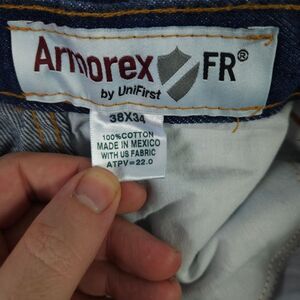 Armorex FR®
by UniFirst
38X34
100%COTTON
MADE IN MEXICO
WITH US FABRIC
ATPV=22.0